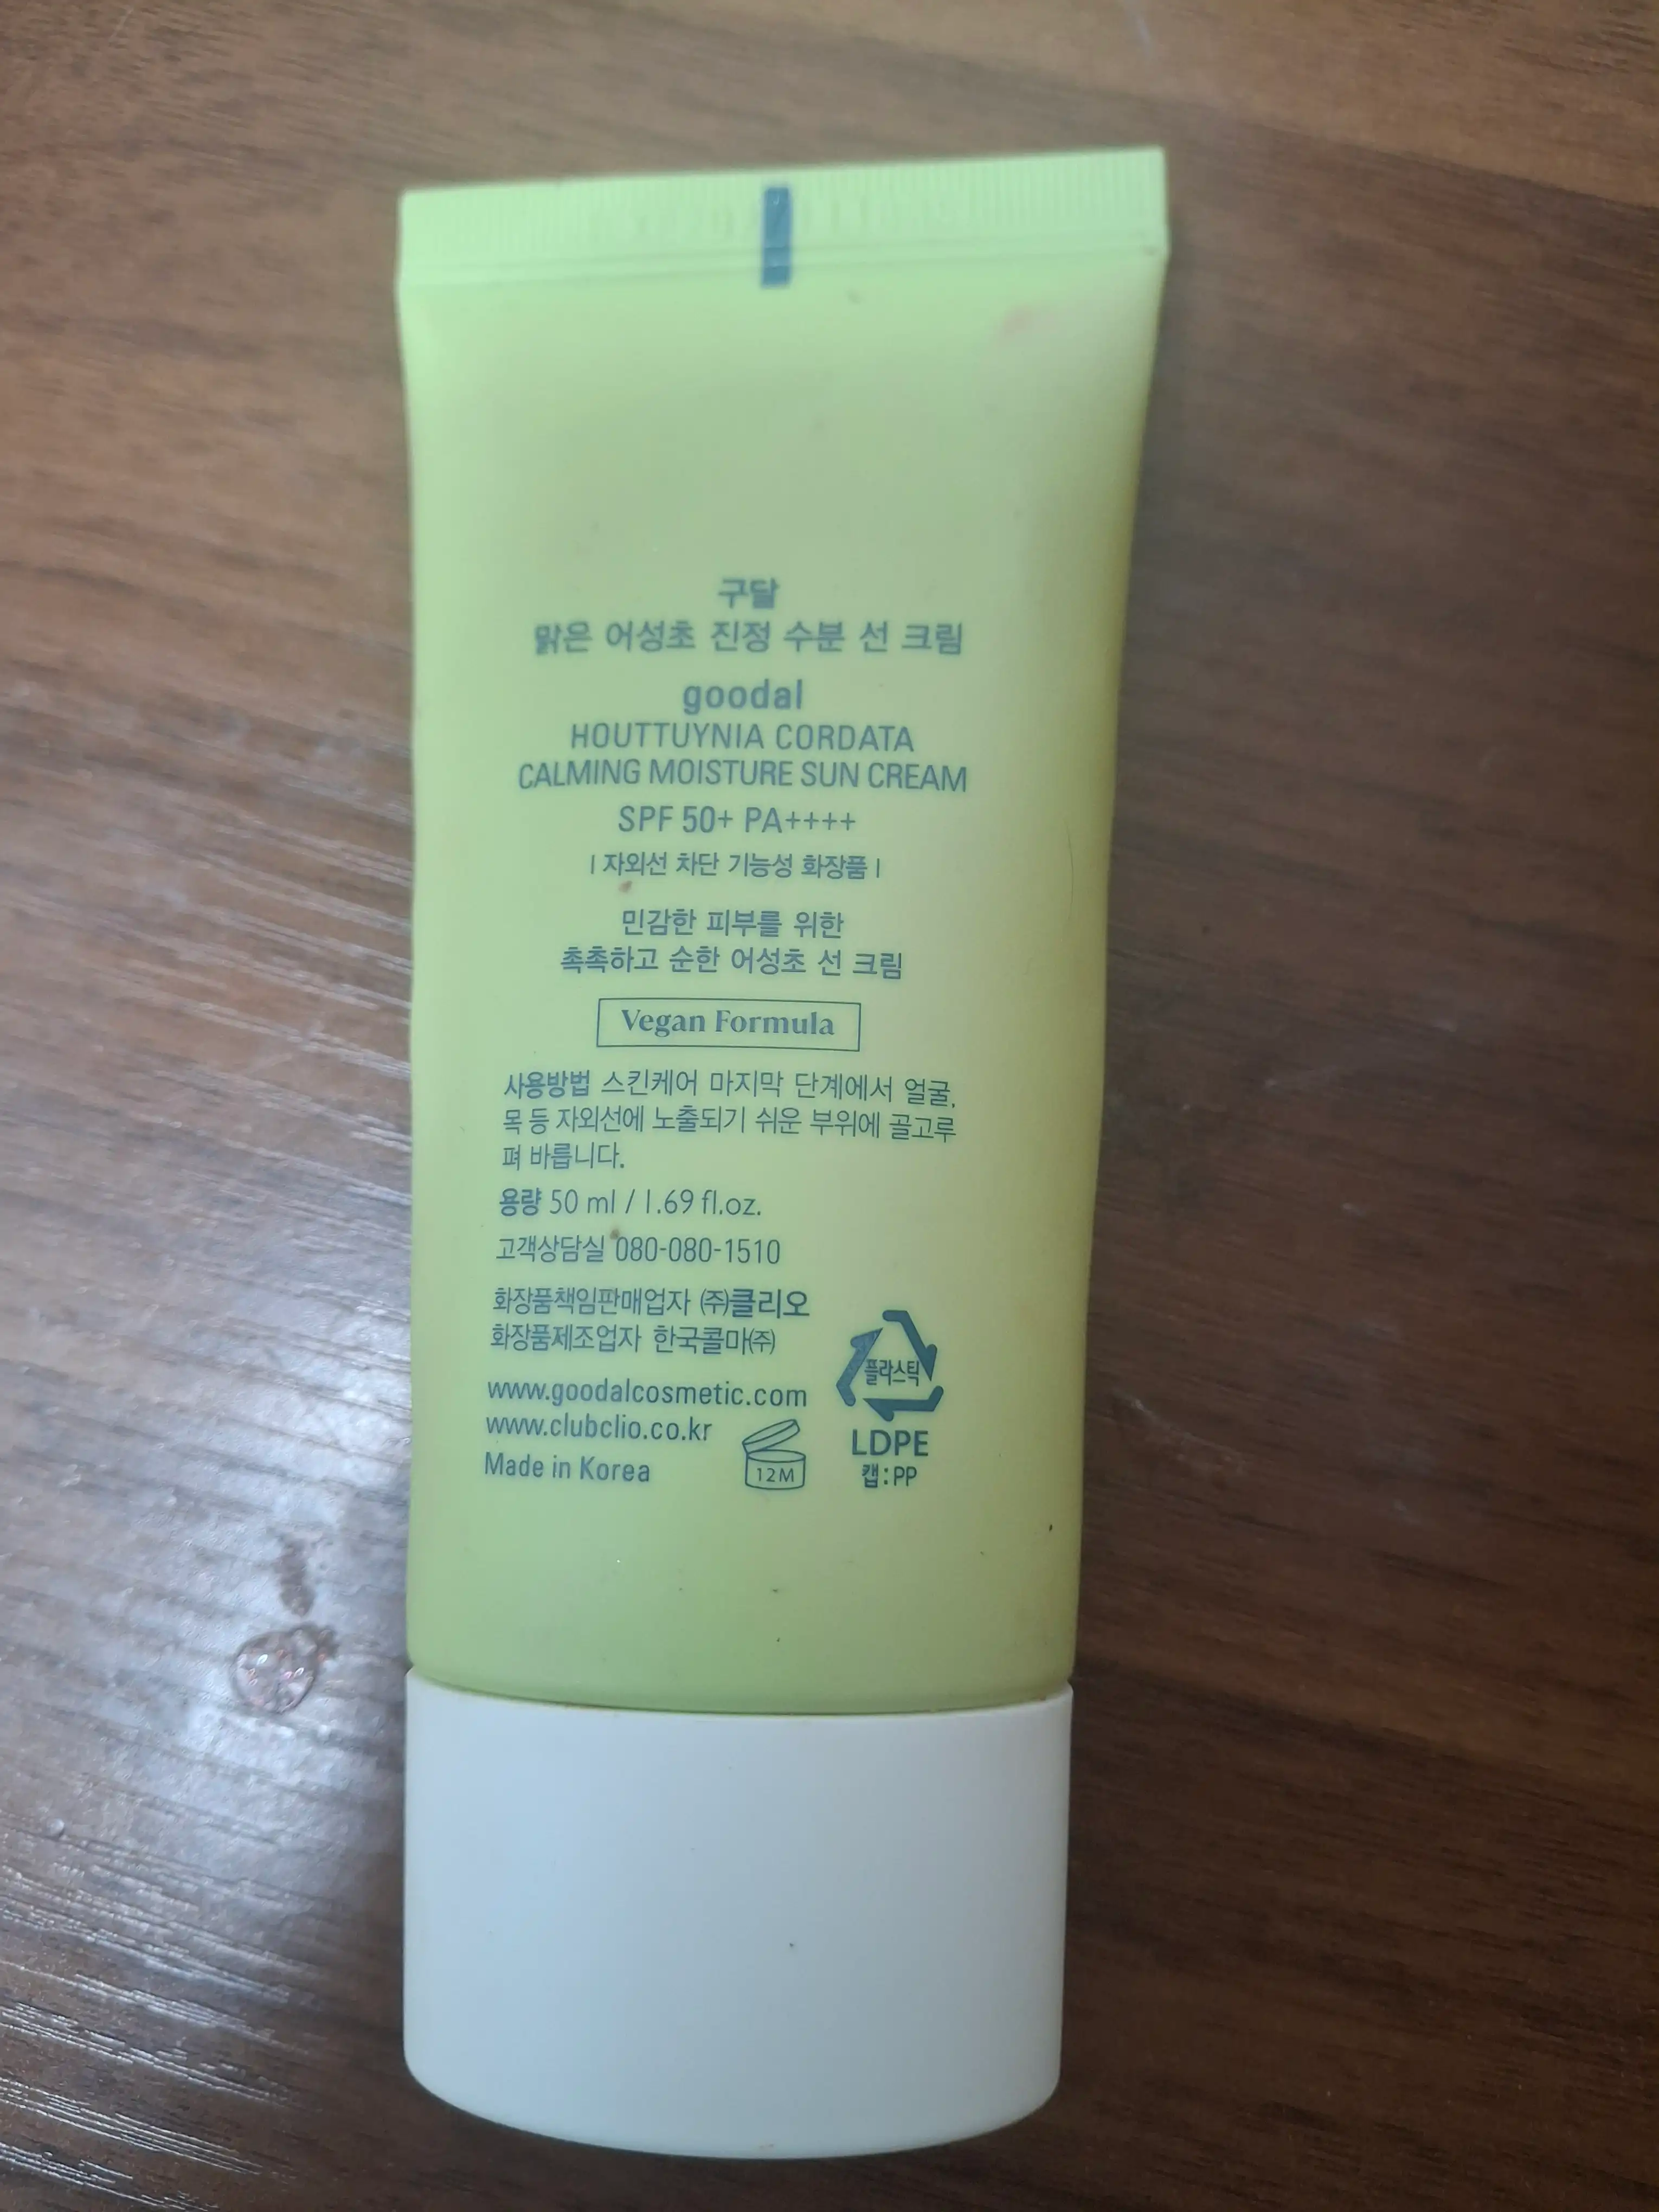 구달
맑은 어성초 진정 수분 선 크림
goodal
HOUTTUYNIA CORDATA
CALMING MOISTURE SUN CREAM
SPF 50+ PA++++
| 자외선 차단 기능성 화장품 |
민감한 피부를 위한
촉촉하고 순한 어성초 선 크림
Vegan Formula
사용방법 스킨케어 마지막 단계에서 얼굴,
목 등 자외선에 노출되기 쉬운 부위에 골고루
펴 바릅니다.
용량 50 ml / 1.69 fl.oz.
고객상담실 080-080-1510
화장품책임판매업자 ㈜클리오
화장품제조업자 한국콜마㈜
www.goodalcosmetic.com
www.clubclio.co.kr
Made in Korea
12M
플라스틱
LDPE
캡:PP